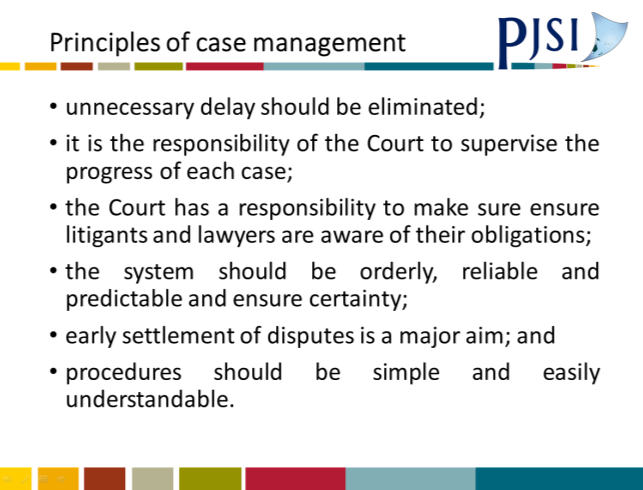 Principles of case management
PJSI
• unnecessary delay should be eliminated;
• it is the responsibility of the Court to supervise the
progress of each case;
• the Court has a responsibility to make sure ensure
litigants and lawyers are aware of their obligations;
• the system should be orderly, reliable and
predictable and ensure certainty;
• early settlement of disputes is a major aim; and
• procedures should be simple and easily
understandable.